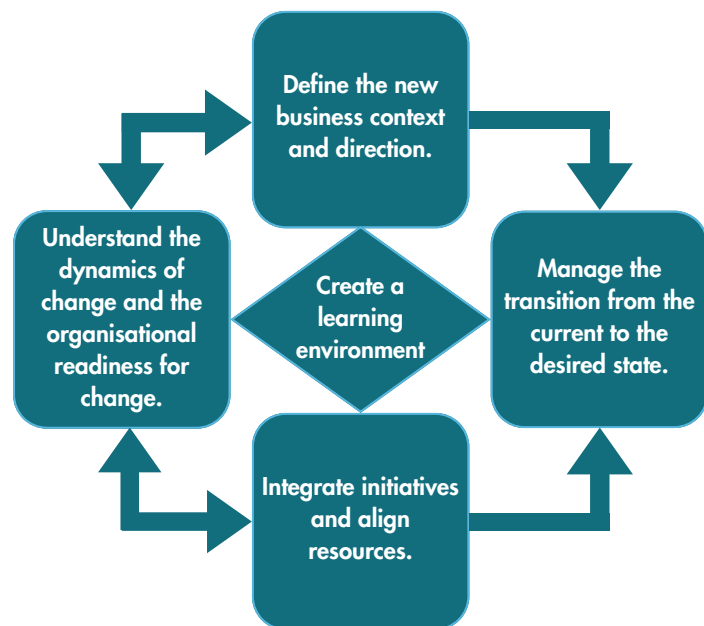 Define the new
business context
and direction.
Understand the
dynamics of
change and the
organisational
readiness for
change.
Create a
learning
environment
Manage the
transition from the
current to the
desired state.
Integrate initiatives
and align
resources.